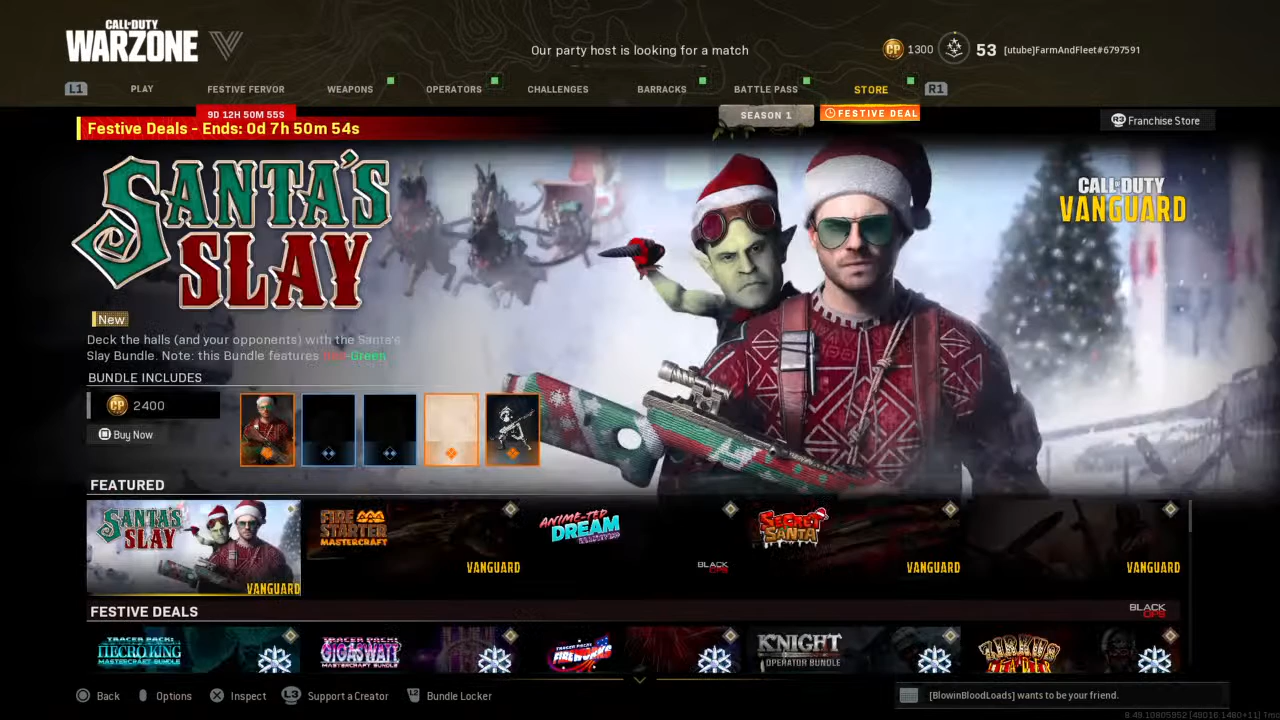 CALL OF DUTY
WARZONE
Our party host is looking for a match
CP 1300
53
[utube]FarmAndFleet#6797591
L1
PLAY
FESTIVE FERVOR
WEAPONS
OPERATORS
CHALLENGES
BARRACKS
BATTLE PASS
STORE
R1
9D 12H 50M 55S
SEASON 1
FESTIVE DEAL
Festive Deals - Ends: 0d 7h 50m 54s
R3 Franchise Store
SANTA'S
SLAY
CALL OF DUTY
VANGUARD
New
Deck the halls (and your opponents) with the Santa's
Slay Bundle. Note: this Bundle features Red-Green
BUNDLE INCLUDES
CP 2400
Buy Now
FEATURED
SANTA'S
SLAY
VANGUARD
FIRE
STARTER
MASTERCRAFT
VANGUARD
ANIME-TED
DREAM
BLACK
OPS
SECRET
SANTA
VANGUARD
VANGUARD
FESTIVE DEALS
BLACK
OPS
TRACER PACK:
NECRO KING
MASTERCRAFT BUNDLE
TRACER PACK:
GIGASWATT
MASTERCRAFT BUNDLE
TRACER PACK:
FIREWORKS
KNIGHT
OPERATOR BUNDLE
Back
Options
Inspect
L3 Support a Creator
L2 Bundle Locker
[BlowinBloodLoads] wants to be your friend.